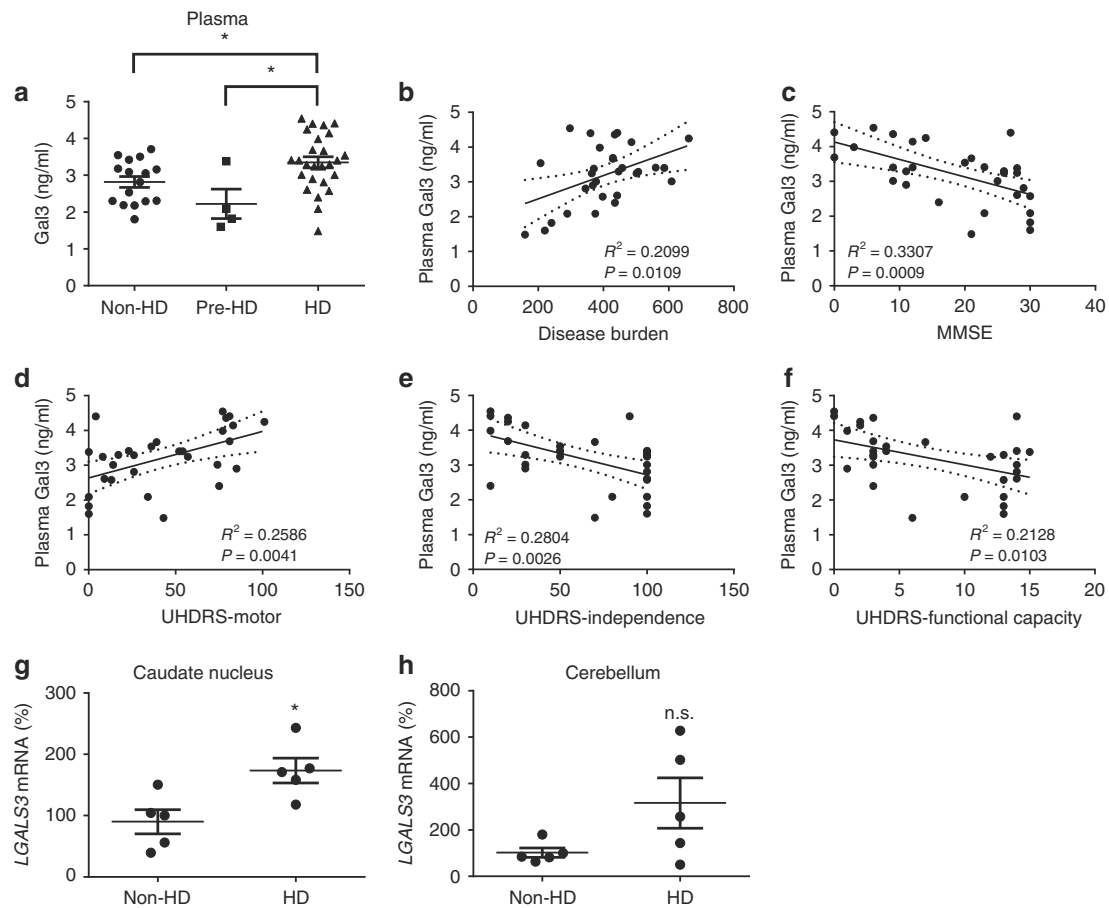 Plasma
*
*
a
Gal3 (ng/ml)
5
4
3
2
1
0
Non-HD Pre-HD HD
b
Plasma Gal3 (ng/ml)
5
4
3
2
1
0
R² = 0.2099
P = 0.0109
0 200 400 600 800
Disease burden
c
Plasma Gal3 (ng/ml)
5
4
3
2
1
0
R² = 0.3307
P = 0.0009
0 10 20 30 40
MMSE
d
Plasma Gal3 (ng/ml)
5
4
3
2
1
0
R² = 0.2586
P = 0.0041
0 50 100 150
UHDRS-motor
e
Plasma Gal3 (ng/ml)
5
4
3
2
1
0
R² = 0.2804
P = 0.0026
0 50 100 150
UHDRS-independence
f
Plasma Gal3 (ng/ml)
5
4
3
2
1
0
R² = 0.2128
P = 0.0103
0 5 10 15 20
UHDRS-functional capacity
g
Caudate nucleus
LGALS3 mRNA (%)
300
200
100
0
*
Non-HD HD
h
Cerebellum
LGALS3 mRNA (%)
800
600
400
200
0
n.s.
Non-HD HD